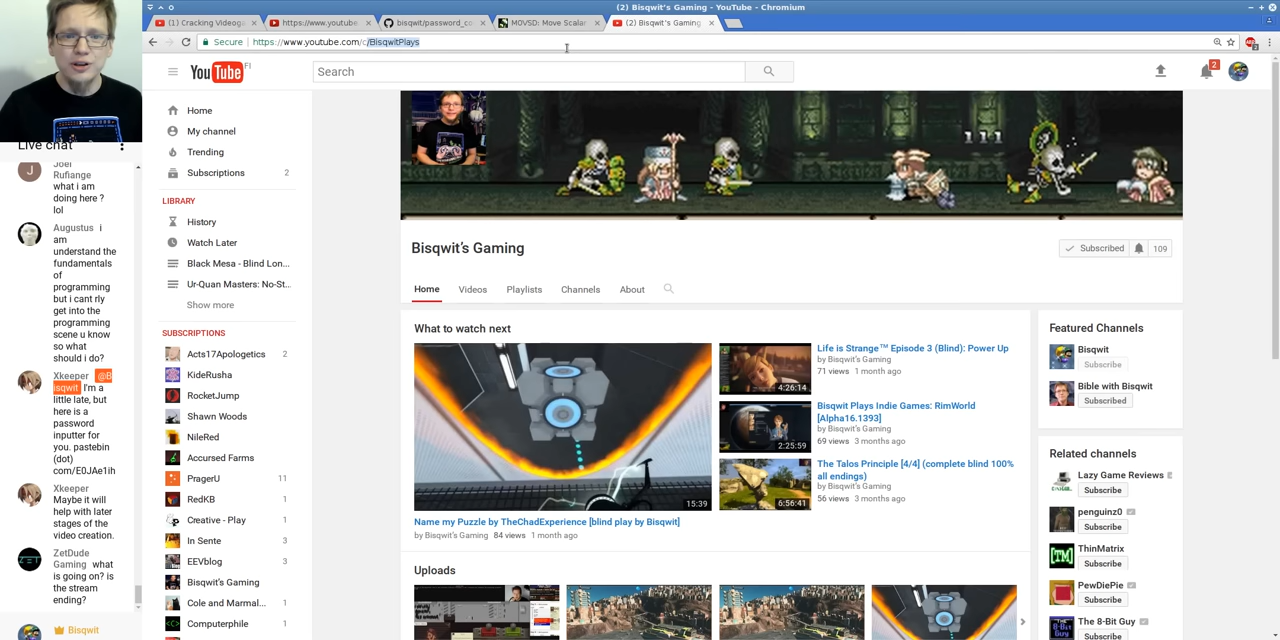 (2) Bisqwit's Gaming - YouTube - Chromium
(1) Cracking Videog
https://www.youtube
bisqwit/password_co
MOVSD: Move Scalar
(2) Bisqwit's Gaming
Secure
https://www.youtube.com/c/BisqwitPlays
YouTube FI
Search
2
Live chat
Joel
Rufiange
what i am
doing here ?
lol
Augustus i
am
understand the
fundamentals
of
programming
but i cant rly
get into the
programming
scene u know
so what
should i do?
Xkeeper @B
isqwit I'm a
little late, but
here is a
password
inputter for
you. pastebin
(dot)
com/E0JAe1ih
Xkeeper
Maybe it will
help with later
stages of the
video creation.
ZetDude
Gaming what
is going on? is
the stream
ending?
Bisqwit
Home
My channel
Trending
Subscriptions 2
LIBRARY
History
Watch Later
Black Mesa - Blind Lon...
Ur-Quan Masters: No-St...
Show more
SUBSCRIPTIONS
Acts17Apologetics 2
KideRusha
RocketJump
Shawn Woods
NileRed
Accursed Farms
PragerU 11
RedKB 1
Creative - Play 1
In Sente 3
EEVblog 3
Bisqwit's Gaming
Cole and Marmal... 1
Computerphile 1
111
Bisqwit's Gaming
Subscribed 109
Home
Videos
Playlists
Channels
About
What to watch next
15:39
Name my Puzzle by TheChadExperience [blind play by Bisqwit]
by Bisqwit's Gaming 84 views 1 month ago
4:26:14
Life is Strange™ Episode 3 (Blind): Power Up
by Bisqwit's Gaming
71 views 1 month ago
2:25:59
Bisqwit Plays Indie Games: RimWorld
[Alpha16.1393]
by Bisqwit's Gaming
69 views 3 months ago
6:56:41
The Talos Principle [4/4] (complete blind 100%
all endings)
by Bisqwit's Gaming
56 views 3 months ago
Uploads
Featured Channels
Bisqwit
Subscribe
Bible with Bisqwit
Subscribed
Related channels
Lazy Game Reviews
Subscribe
penguinz0
Subscribe
ThinMatrix
Subscribe
PewDiePie
Subscribe
The 8-Bit Guy
Subscribe